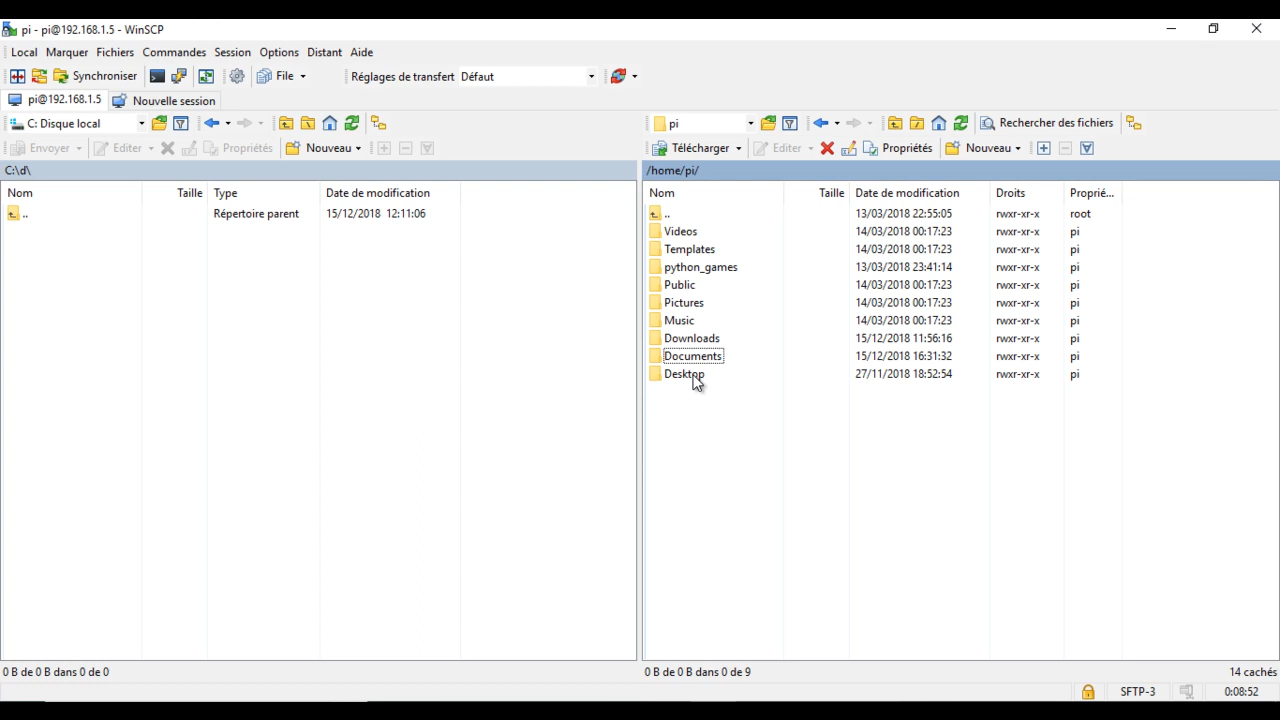 pi - pi@192.168.1.5 - WinSCP
Local Marquer Fichiers Commandes Session Options Distant Aide
Synchroniser File Réglages de transfert Défaut
pi@192.168.1.5 Nouvelle session
C: Disque local pi Rechercher des fichiers
Envoyer Editer Propriétés Nouveau Télécharger Editer Propriétés Nouveau
C:\d\ /home/pi/
Nom Taille Type Date de modification
.. Répertoire parent 15/12/2018 12:11:06
Nom Taille Date de modification Droits Proprié...
.. 13/03/2018 22:55:05 rwxr-xr-x root
Videos 14/03/2018 00:17:23 rwxr-xr-x pi
Templates 14/03/2018 00:17:23 rwxr-xr-x pi
python_games 13/03/2018 23:41:14 rwxr-xr-x pi
Public 14/03/2018 00:17:23 rwxr-xr-x pi
Pictures 14/03/2018 00:17:23 rwxr-xr-x pi
Music 14/03/2018 00:17:23 rwxr-xr-x pi
Downloads 15/12/2018 11:56:16 rwxr-xr-x pi
Documents 15/12/2018 16:31:32 rwxr-xr-x pi
Desktop 27/11/2018 18:52:54 rwxr-xr-x pi
0 B de 0 B dans 0 de 0 0 B de 0 B dans 0 de 9 14 cachés
SFTP-3 0:08:52